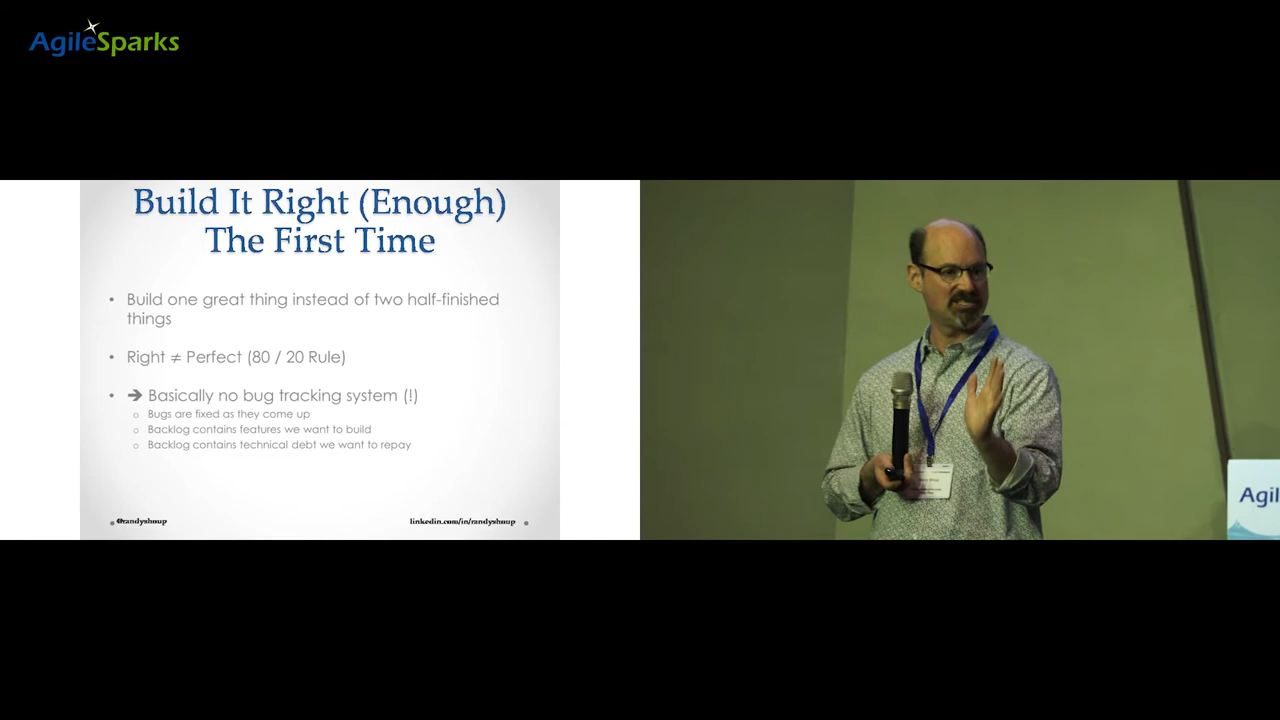 AgileSparks
Build It Right (Enough)
The First Time
• Build one great thing instead of two half-finished
things
• Right ≠ Perfect (80 / 20 Rule)
• ➔ Basically no bug tracking system (!)
o Bugs are fixed as they come up
o Backlog contains features we want to build
o Backlog contains technical debt we want to repay
@randyshoup
linkedin.com/in/randyshoup
Agil